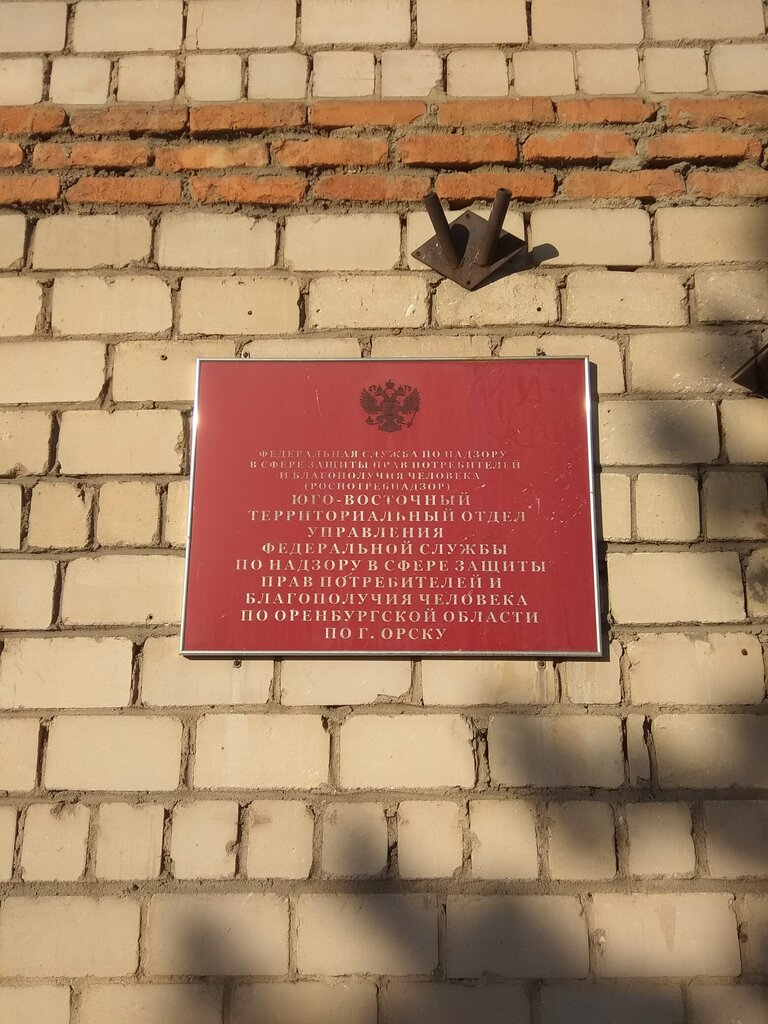 ФЕДЕРАЛЬНАЯ СЛУЖБА ПО НАДЗОРУ
В СФЕРЕ ЗАЩИТЫ ПРАВ ПОТРЕБИТЕЛЕЙ
И БЛАГОПОЛУЧИЯ ЧЕЛОВЕКА
(РОСПОТРЕБНАДЗОР)
ЮГО-ВОСТОЧНЫЙ
ТЕРРИТОРИАЛЬНЫЙ ОТДЕЛ
УПРАВЛЕНИЯ
ФЕДЕРАЛЬНОЙ СЛУЖБЫ
ПО НАДЗОРУ В СФЕРЕ ЗАЩИТЫ
ПРАВ ПОТРЕБИТЕЛЕЙ И
БЛАГОПОЛУЧИЯ ЧЕЛОВЕКА
ПО ОРЕНБУРГСКОЙ ОБЛАСТИ
ПО Г. ОРСКУ